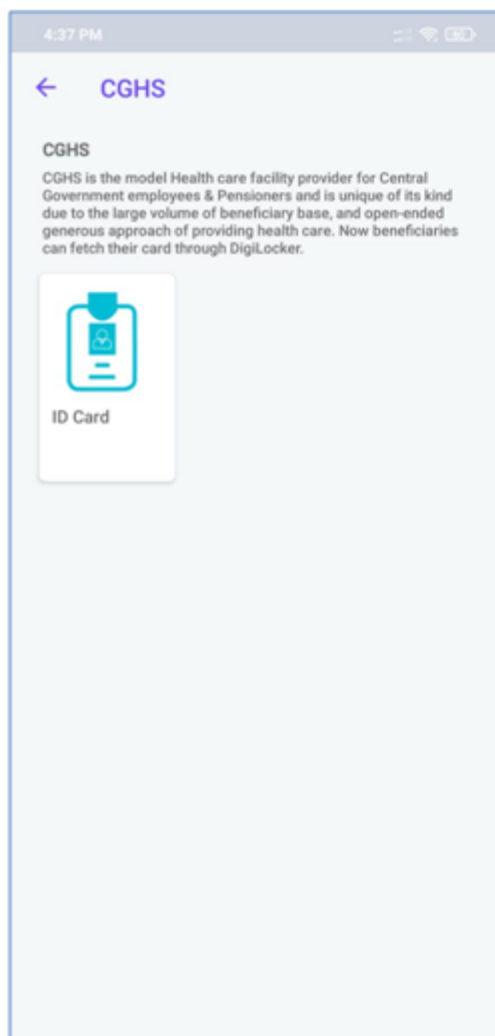 4:37 PM
CGHS
CGHS
CGHS is the model Health care facility provider for Central
Government employees & Pensioners and is unique of its kind
due to the large volume of beneficiary base, and open-ended
generous approach of providing health care. Now beneficiaries
can fetch their card through DigiLocker.
ID Card